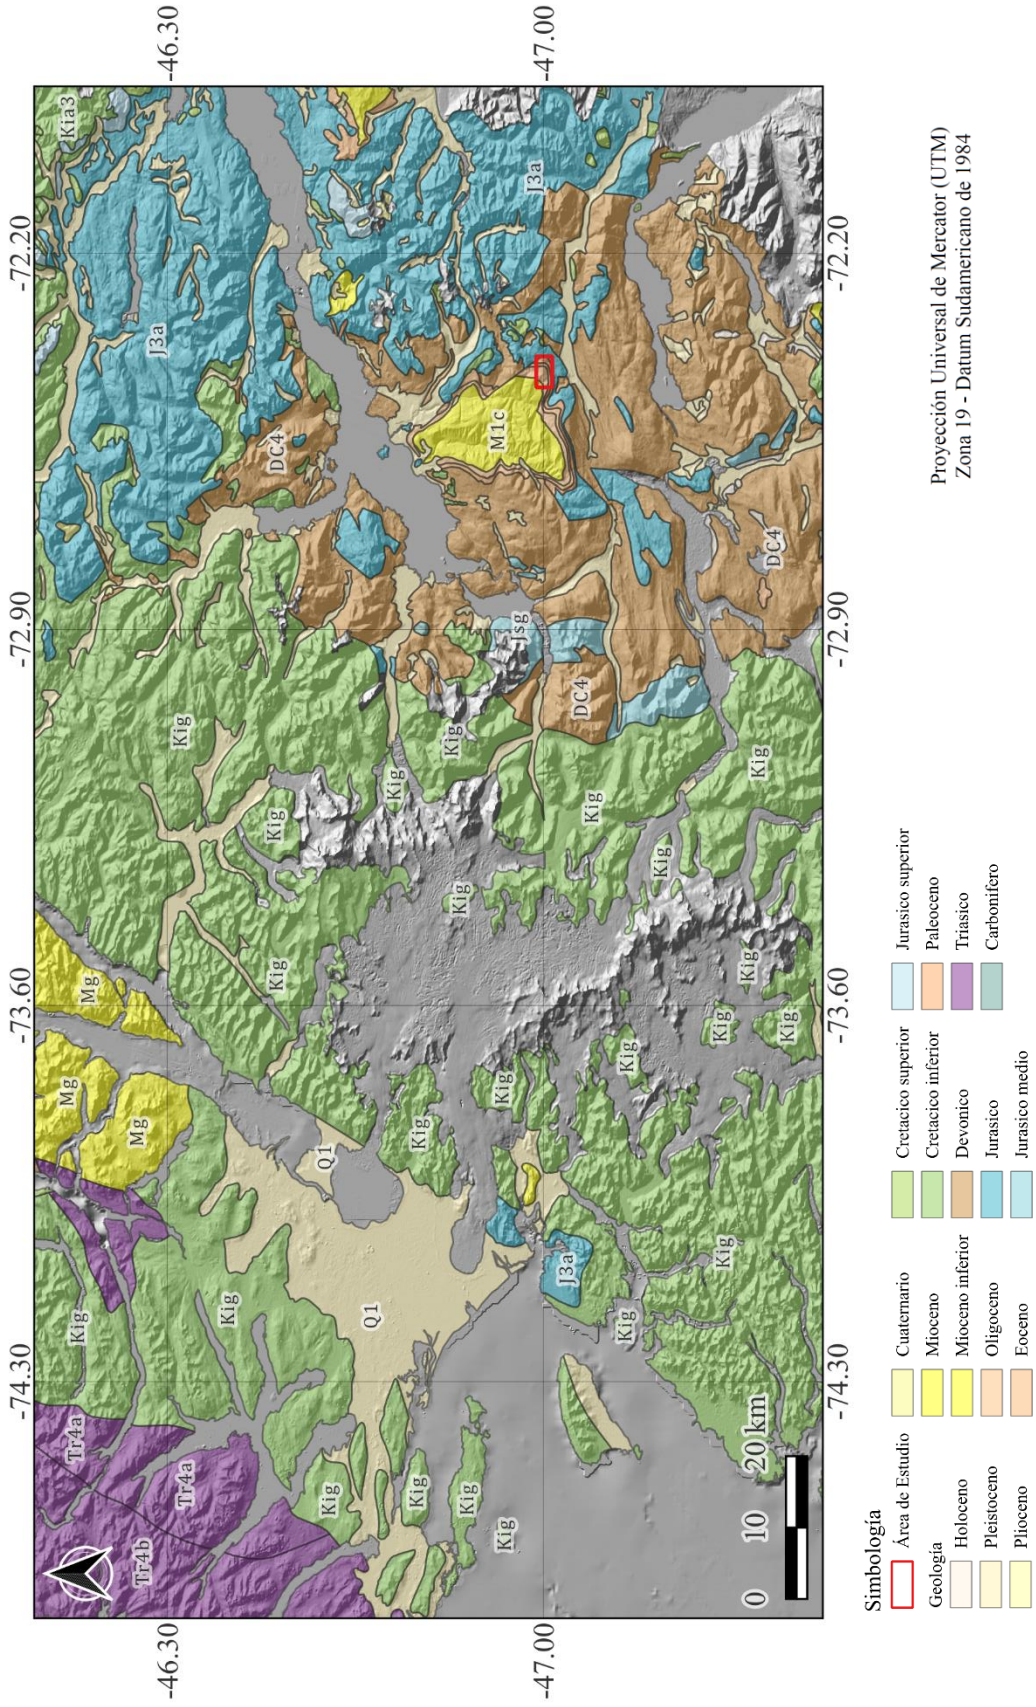 -74.30 -73.60 -72.90 -72.20
-46.30 -46.30
-47.00 -47.00
Mg Kia3
Tr4a Kig
Mg
Mg
Tr4b J3a
Tr4a Kig
Kig
Kig Kig DC4
Q1
Kig
Q1
Kig
Kig Kig
Kig Kig
Kig
M1c
Kig Kig
Jsg
J3a
J3a
DC4
Kig
Kig Kig
Kig
Kig Kig
Kig Kig
DC4
Kig
0 10 20 km
-74.30 -73.60 -72.90 -72.20
Simbología
Área de Estudio
Geología
Holoceno
Pleistoceno
Plioceno
Cuaternario
Mioceno
Mioceno inferior
Oligoceno
Eoceno
Cretacico superior
Cretacico inferior
Devonico
Jurasico
Jurasico medio
Jurasico superior
Paleoceno
Triasico
Carbonifero
Proyección Universal de Mercator (UTM)
Zona 19 - Datum Sudamericano de 1984